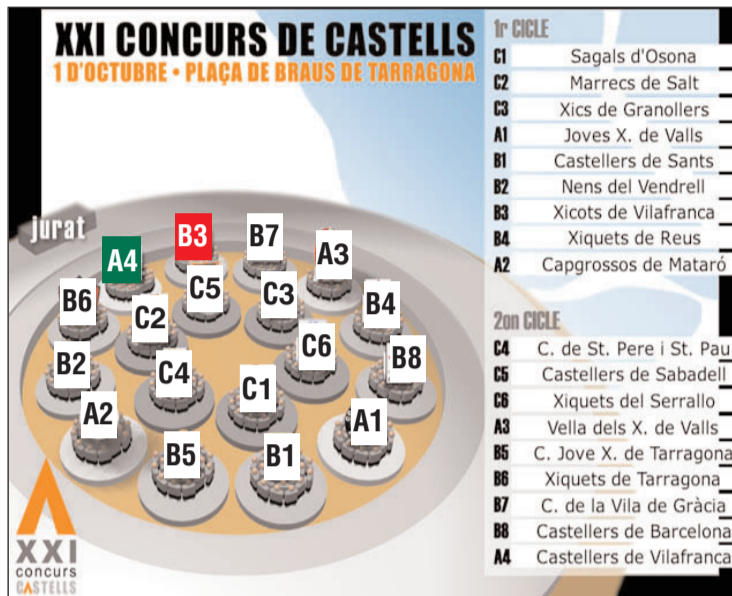 XXI CONCURS DE CASTELLS
1 D'OCTUBRE • PLAÇA DE BRAUS DE TARRAGONA
jurat
A4
B3
B7
A3
B6
C2
C5
C3
B4
B2
C4
C1
C6
B8
A2
B5
B1
A1
XXI
concurs
CASTELLS
1r CICLE
C1 Sagals d'Osona
C2 Marrecs de Salt
C3 Xics de Granollers
A1 Joves X. de Valls
B1 Castellers de Sants
B2 Nens del Vendrell
B3 Xicots de Vilafranca
B4 Xiquets de Reus
A2 Capgrossos de Mataró
2on CICLE
C4 C. de St. Pere i St. Pau
C5 Castellers de Sabadell
C6 Xiquets del Serrallo
A3 Vella dels X. de Valls
B5 C. Jove X. de Tarragona
B6 Xiquets de Tarragona
B7 C. de la Vila de Gràcia
B8 Castellers de Barcelona
A4 Castellers de Vilafranca